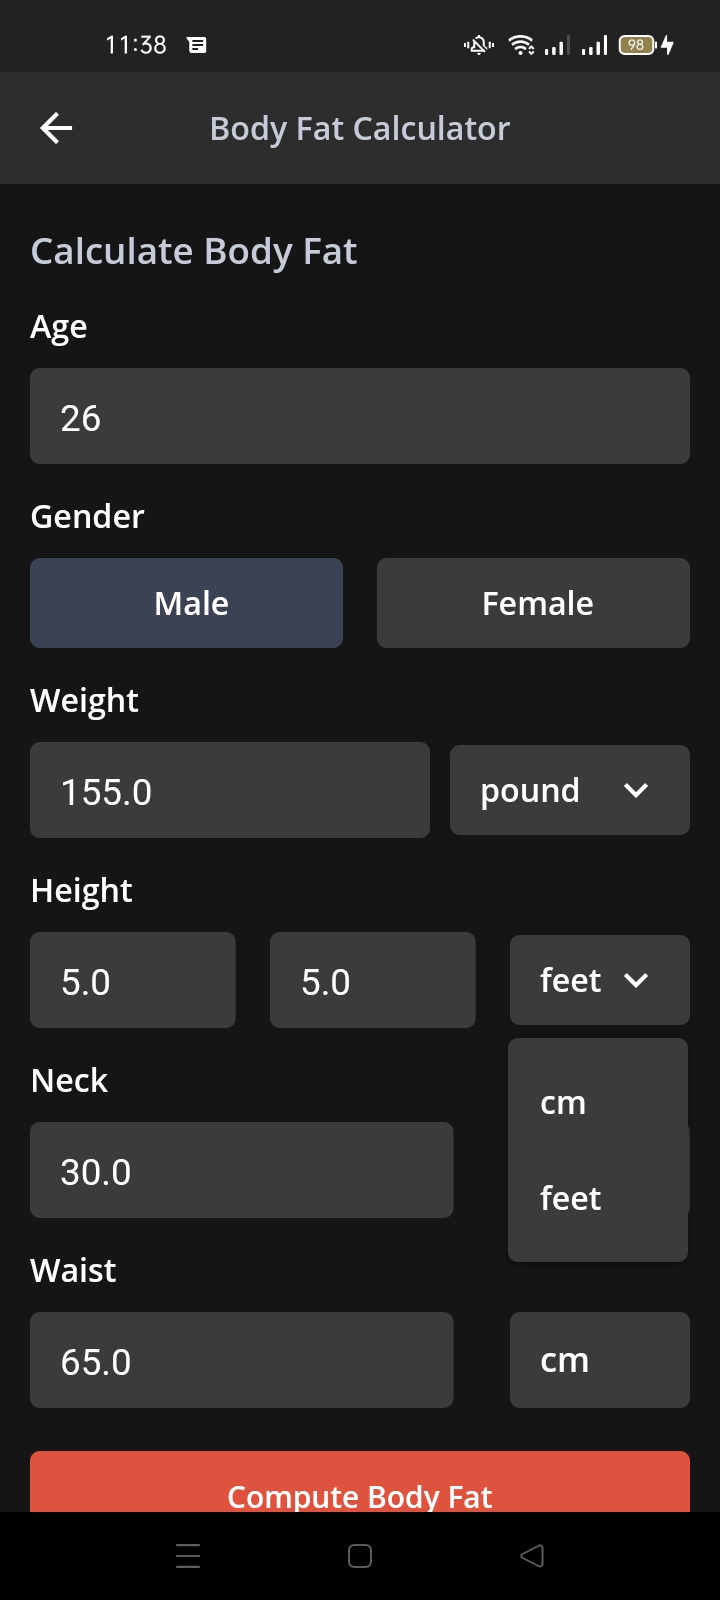 11:38 98
Body Fat Calculator
Calculate Body Fat
Age
26
Gender
Male Female
Weight
155.0 pound
Height
5.0 5.0 feet
Neck
cm
30.0
feet
Waist
65.0 cm
Compute Body Fat